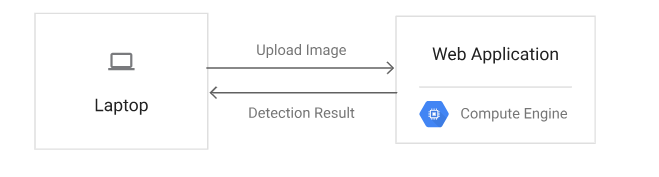 Upload Image
Web Application
Laptop
Detection Result
Compute Engine